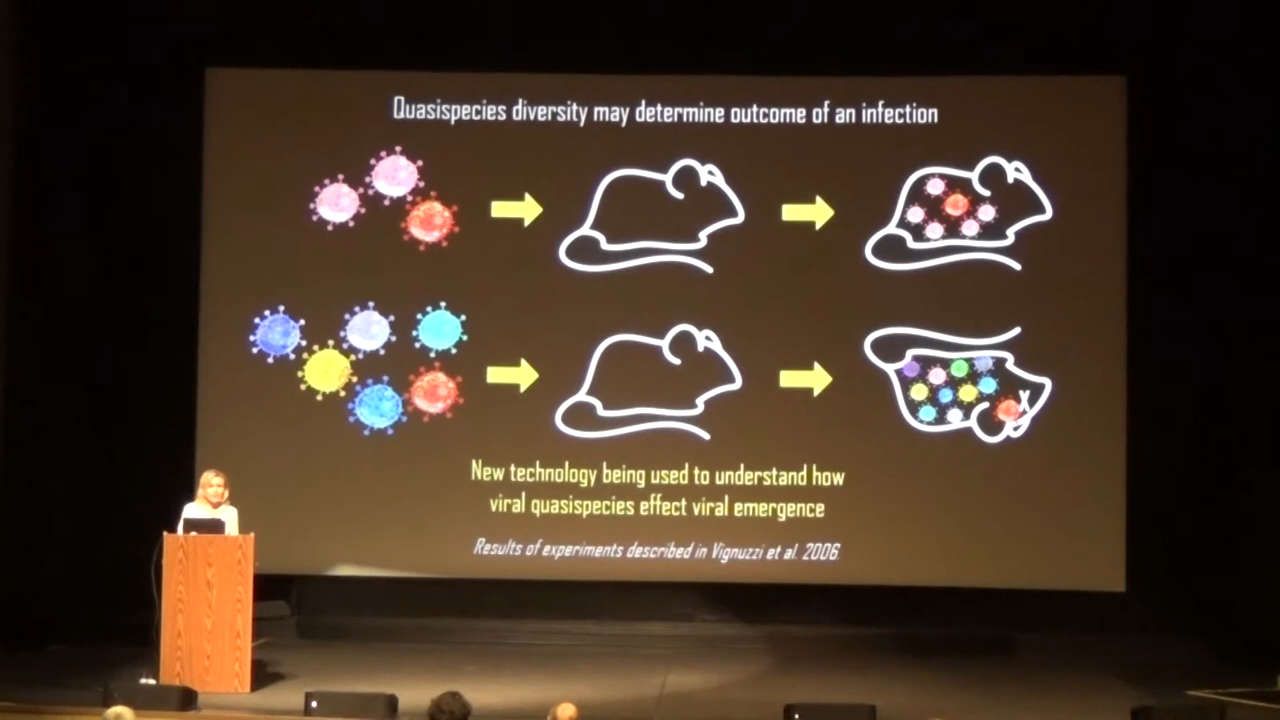 Quasispecies diversity may determine outcome of an infection
X
New technology being used to understand how
viral quasispecies effect viral emergence
Results of experiments described in Vignuzzi et al. 2006